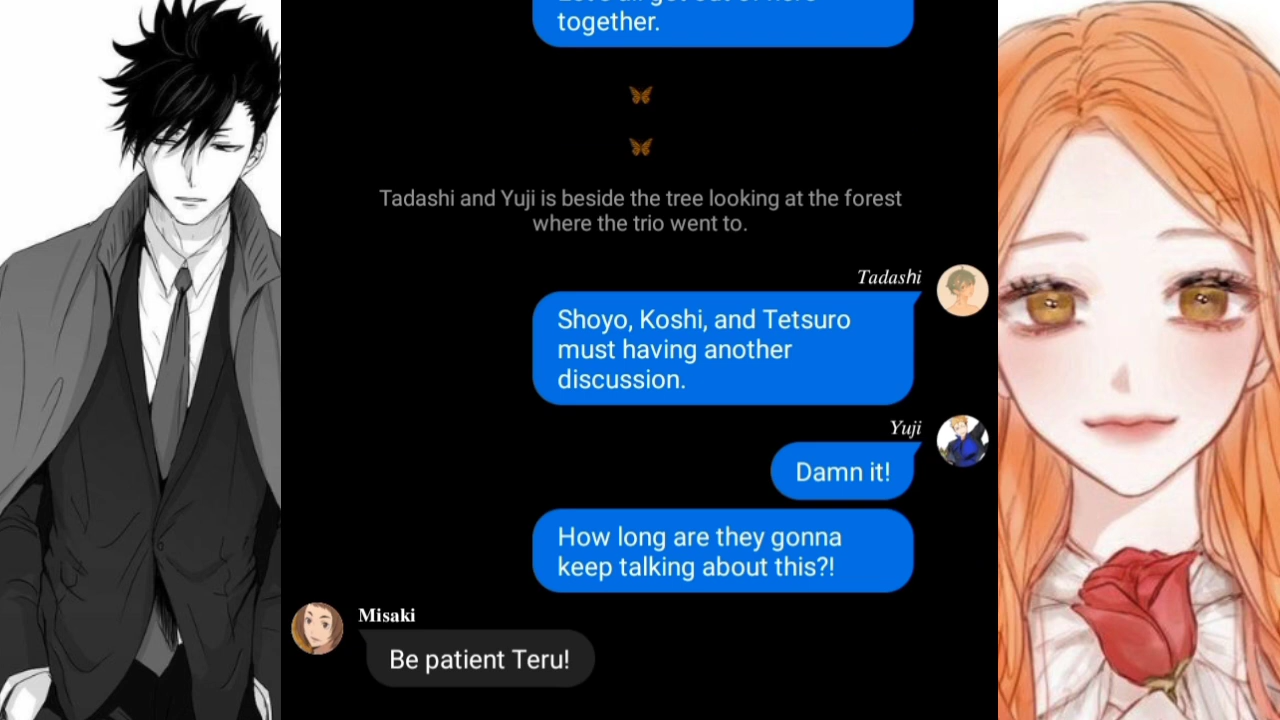 together.
Tadashi and Yuji is beside the tree looking at the forest
where the trio went to.
Tadashi
Shoyo, Koshi, and Tetsuro
must having another
discussion.
Yuji
Damn it!
How long are they gonna
keep talking about this?!
Misaki
Be patient Teru!